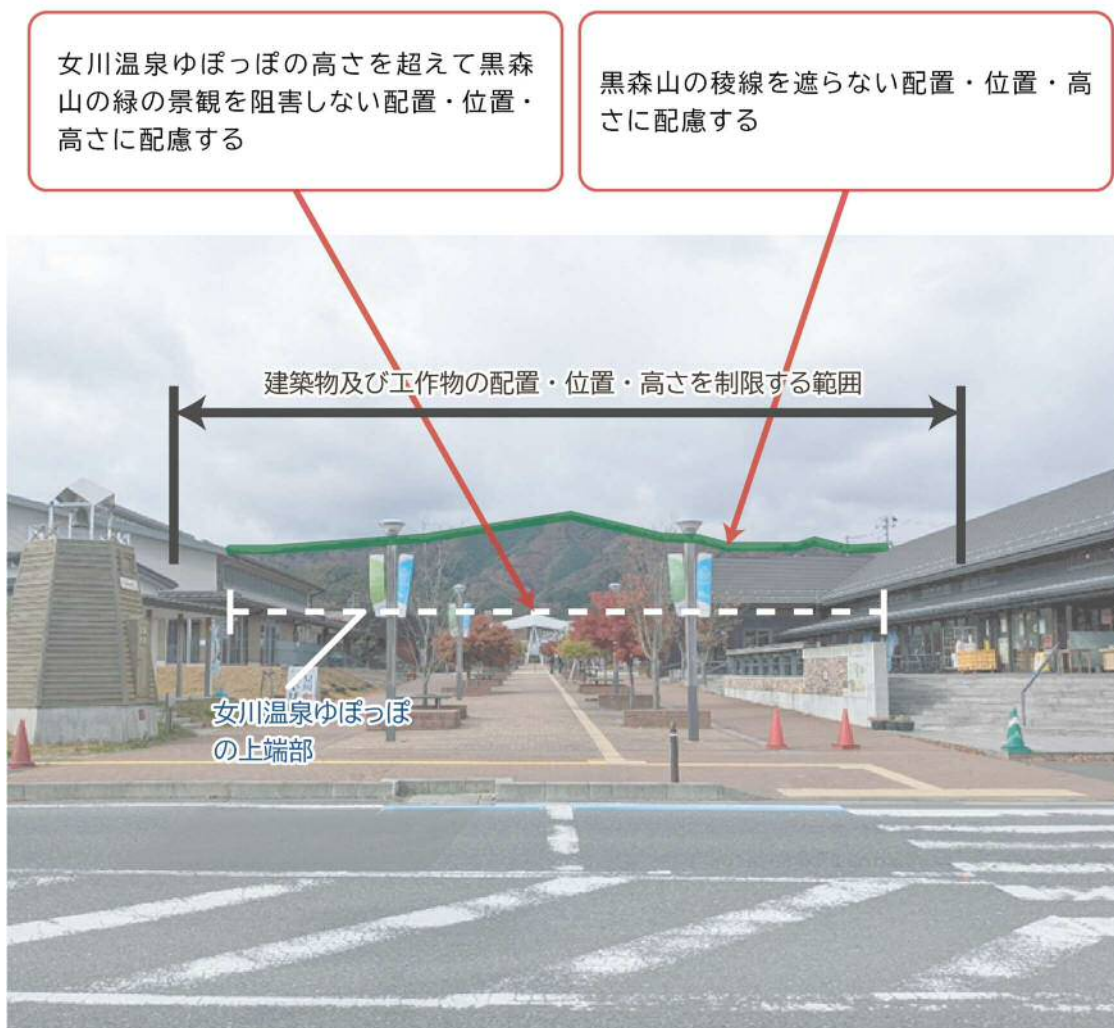 女川温泉ゆぽっぽの高さを超えて黒森
山の緑の景観を阻害しない配置・位置・
高さに配慮する
黒森山の稜線を遮らない配置・位置・高
さに配慮する
建築物及び工作物の配置・位置・高さを制限する範囲
女川温泉ゆぽっぽ
の上端部